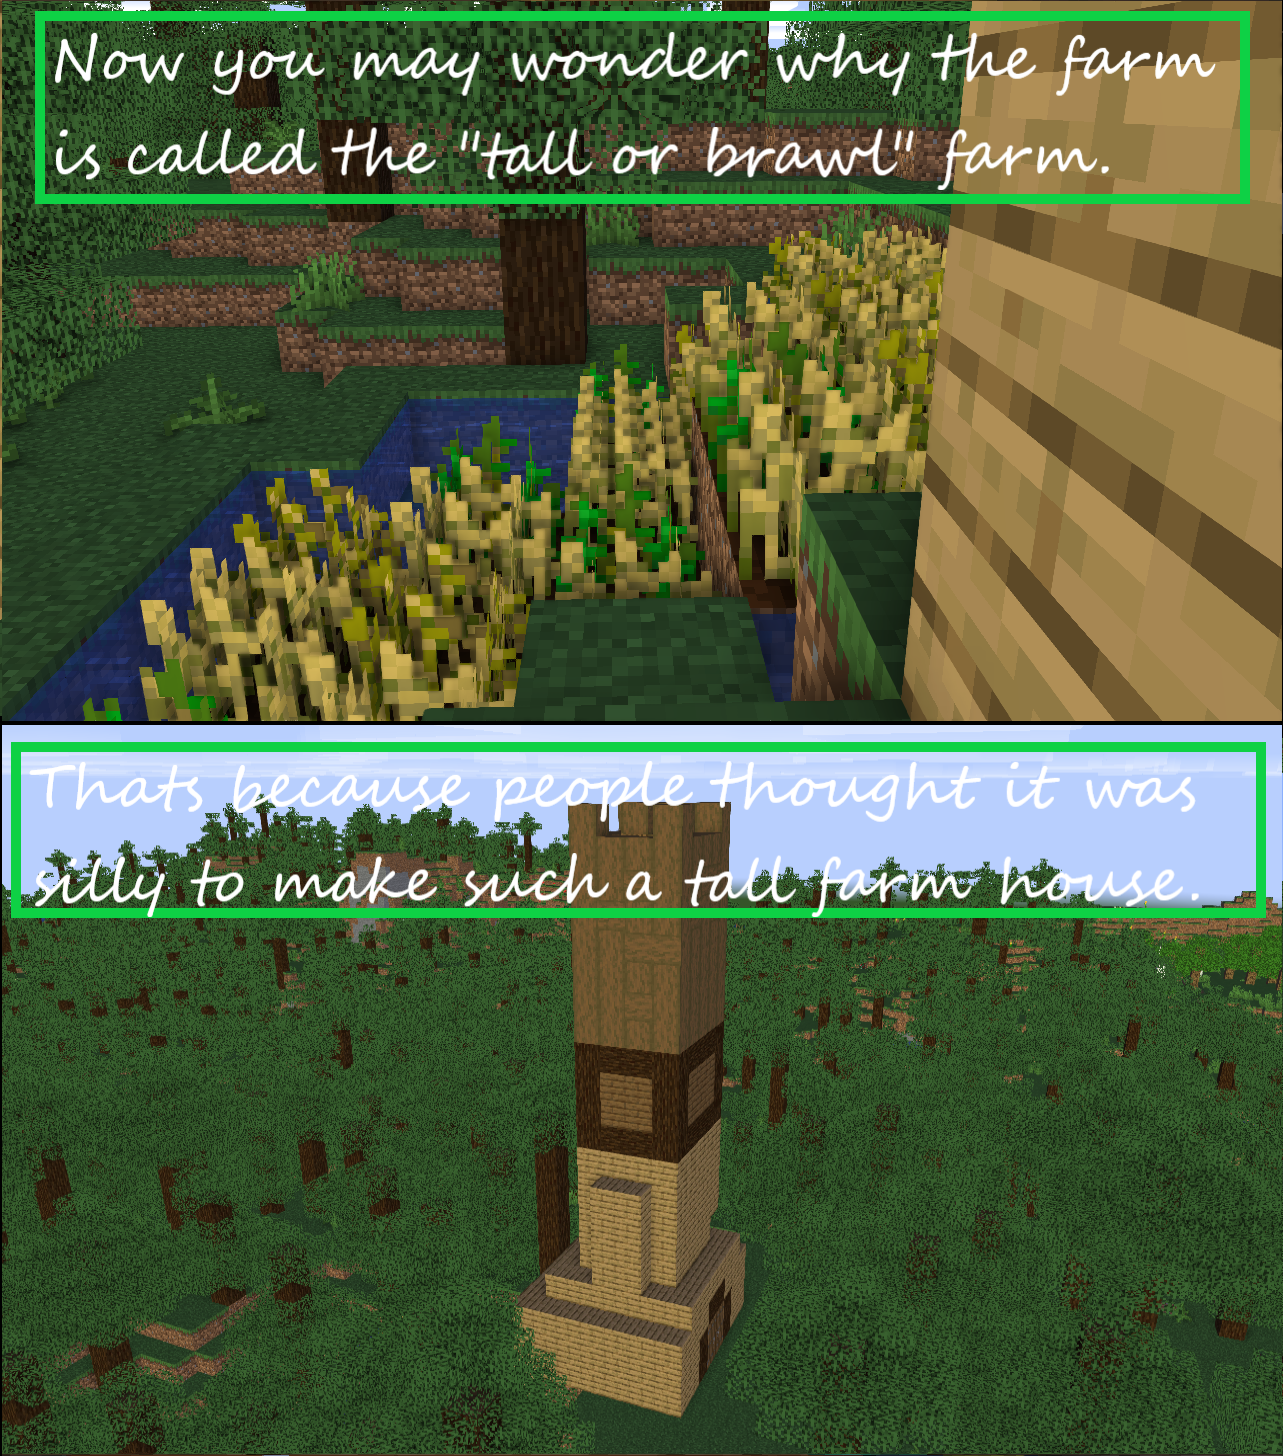 Now you may wonder why the farm
is called the "tall or brawl" farm.
Thats because people thought it was
silly to make such a tall farm house.